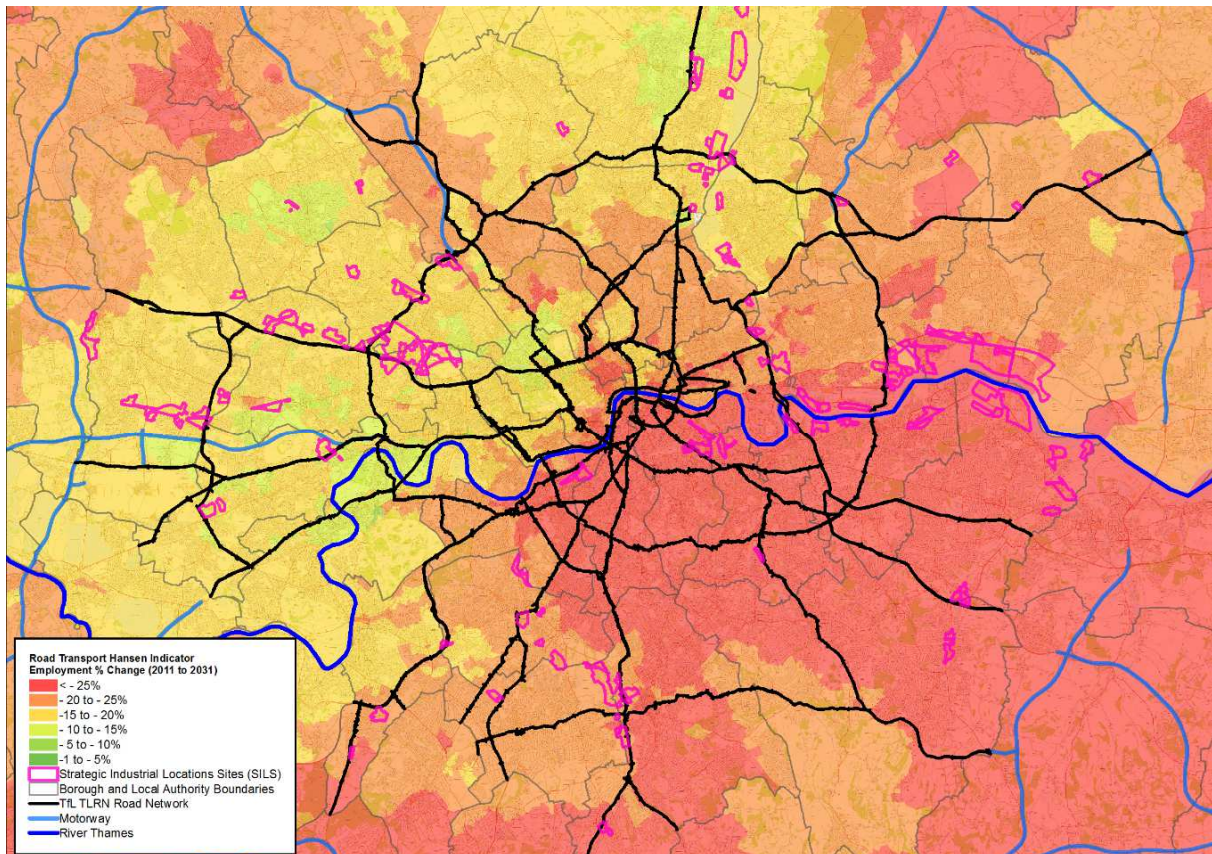 Road Transport Hansen Indicator
Employment % Change (2011 to 2031)
< - 25%
- 20 to - 25%
-15 to - 20%
- 10 to - 15%
- 5 to - 10%
-1 to - 5%
Strategic Industrial Locations Sites (SILS)
Borough and Local Authority Boundaries
TfL TLRN Road Network
Motorway
River Thames